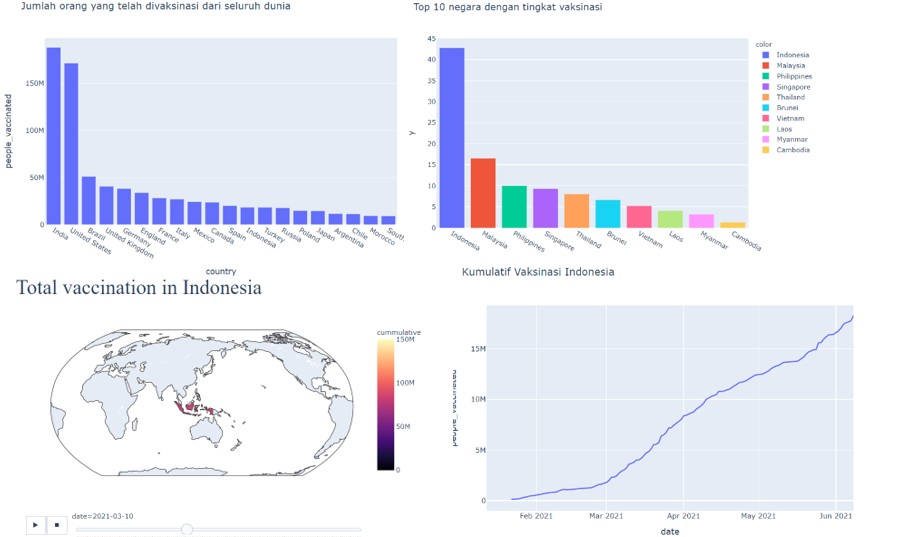 Jumlah orang yang telah divaksinasi dari seluruh dunia
people_vaccinated
150M
100M
50M
0
India
United States
Brazil
United Kingdom
Germany
England
France
Italy
Mexico
Canada
Spain
Indonesia
Turkey
Russia
Poland
Japan
Argentina
Chile
Morocco
country
Top 10 negara dengan tingkat vaksinasi
y
45
40
35
30
25
20
15
10
5
0
Indonesia
Malaysia
Philippines
Singapore
Thailand
Brunei
Vietnam
Laos
Myanmar
Cambodia
color
Indonesia
Malaysia
Philippines
Singapore
Thailand
Brunei
Vietnam
Laos
Myanmar
Cambodia
Total vaccination in Indonesia
cummulative
150M
100M
50M
0
date=2021-03-10
Kumulatif Vaksinasi Indonesia
people_vaccinated
15M
10M
5M
0
Feb 2021
Mar 2021
Apr 2021
May 2021
Jun 2021
date